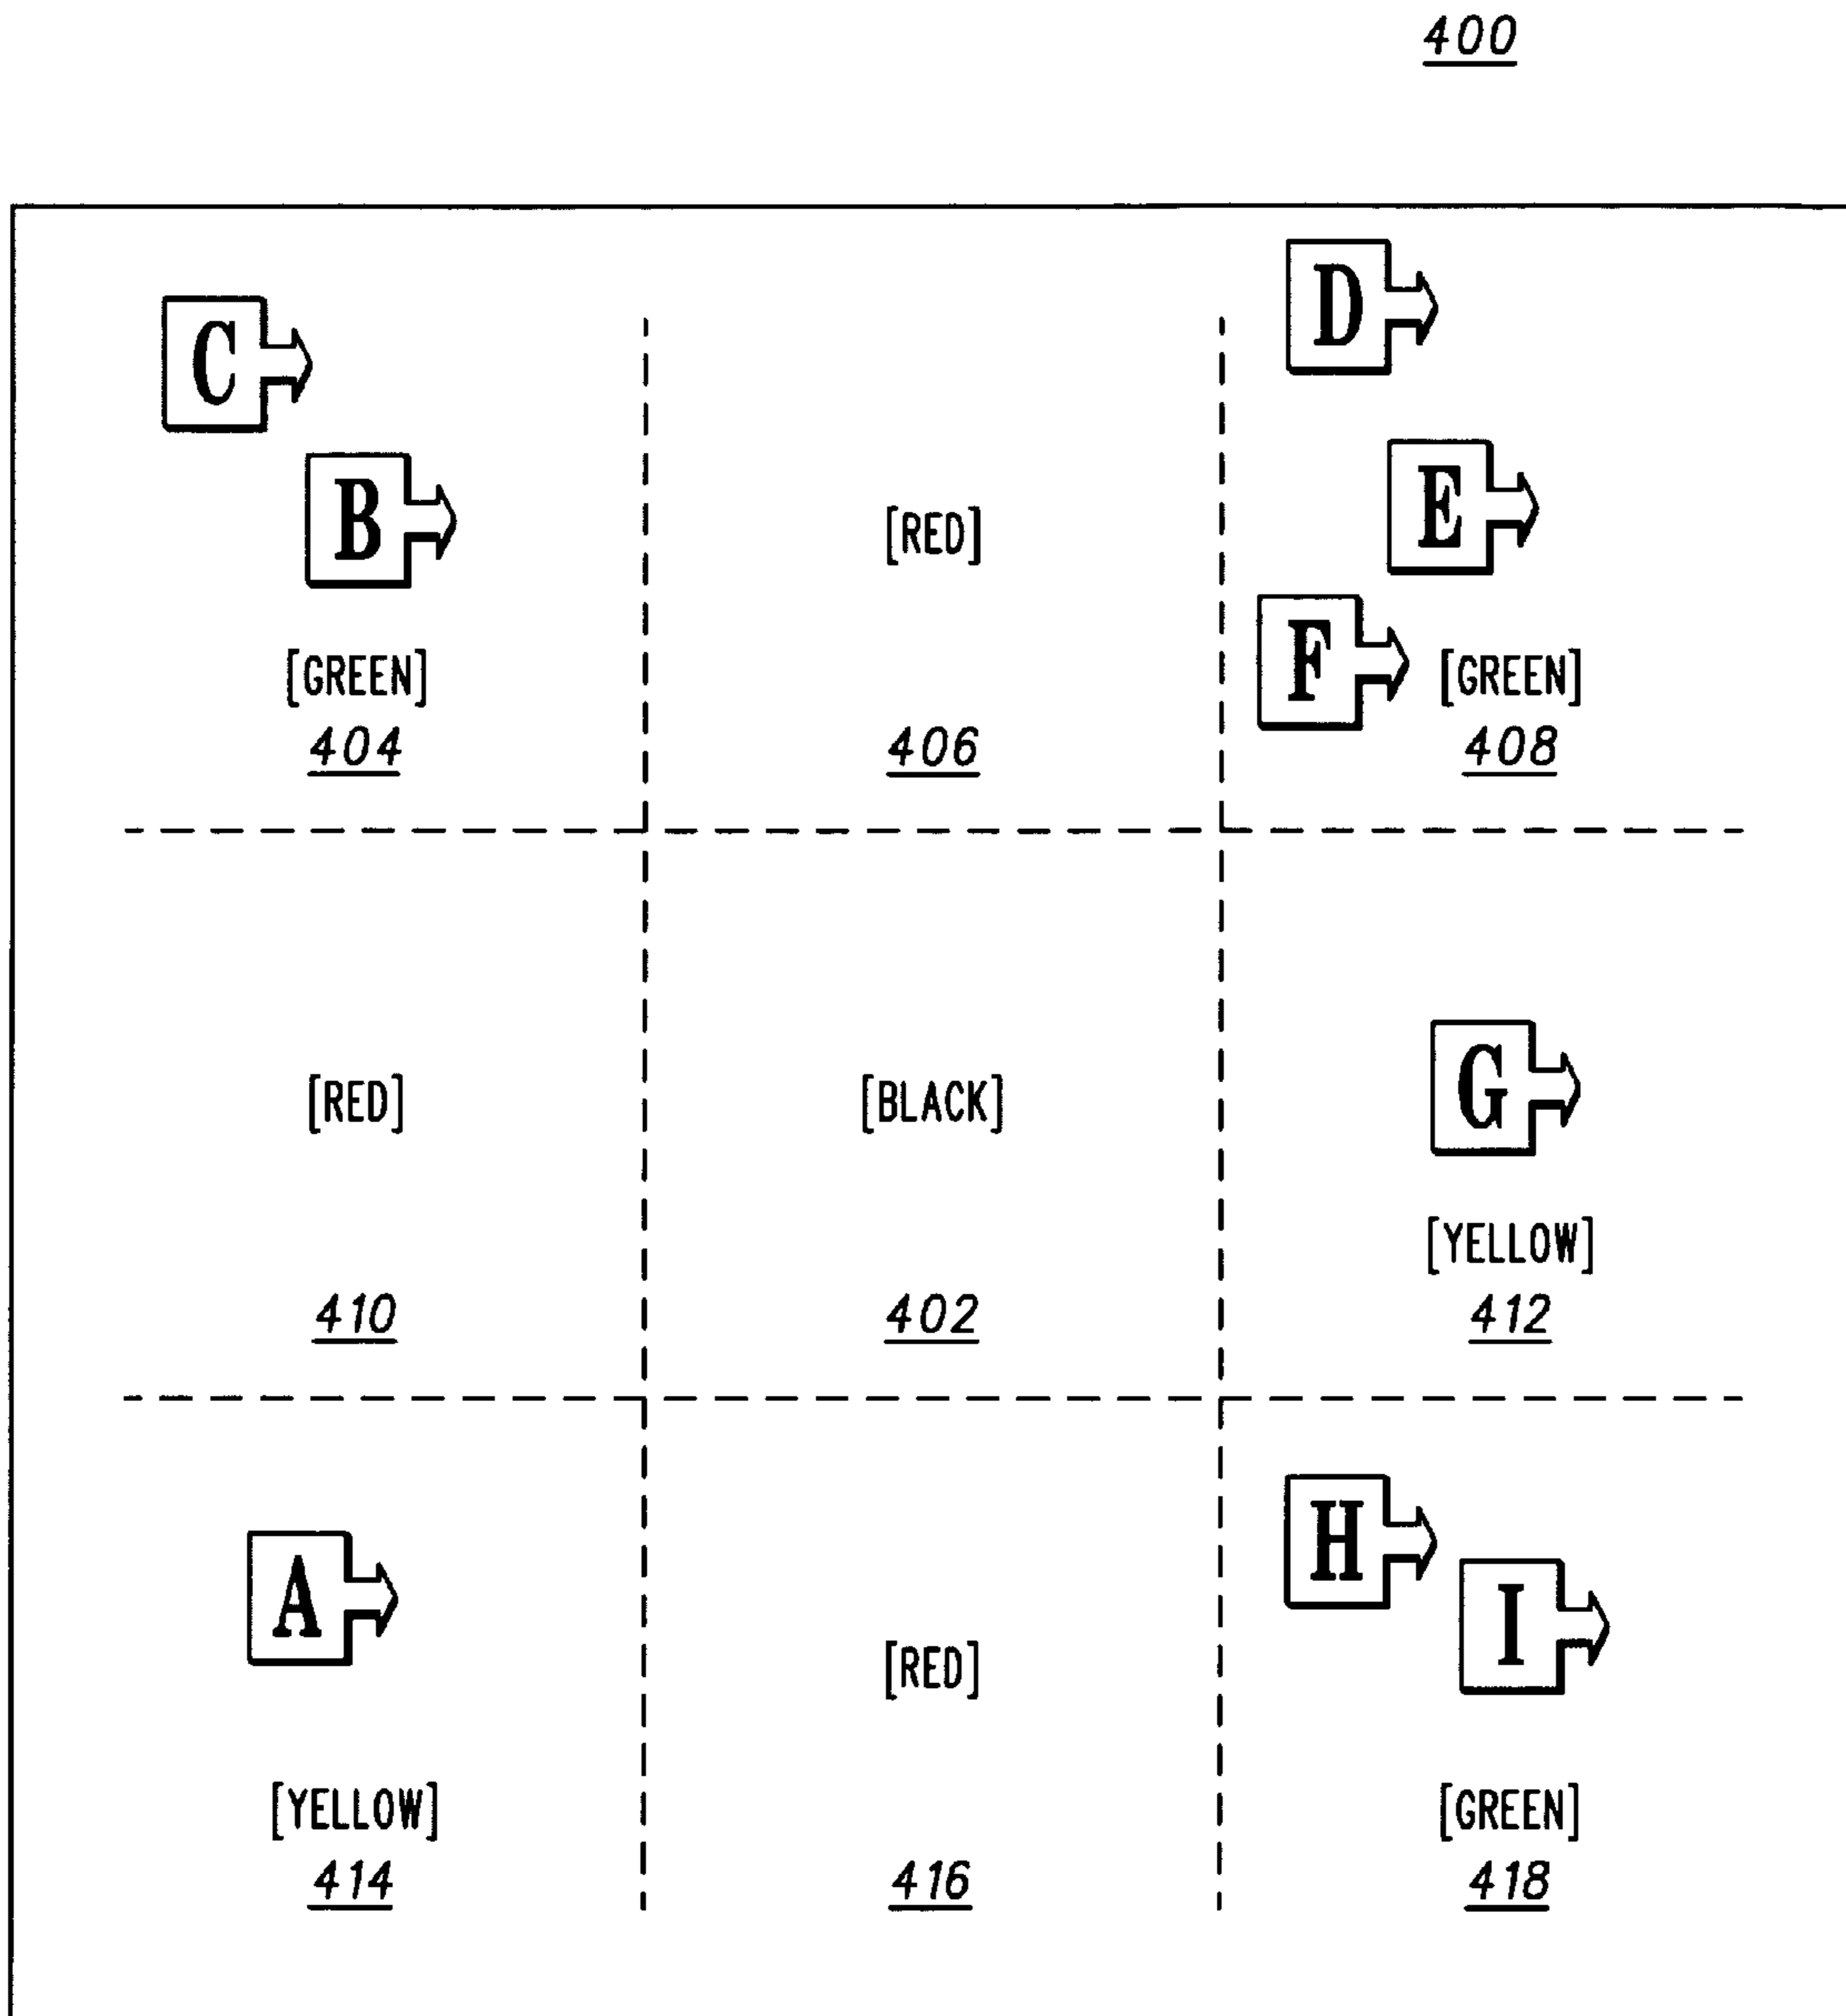 400
C
D
B
[RED]
E
F
[GREEN]
[GREEN]
404
406
408
[RED]
[BLACK]
G
[YELLOW]
410
402
412
A
H
I
[RED]
[YELLOW]
[GREEN]
414
416
418